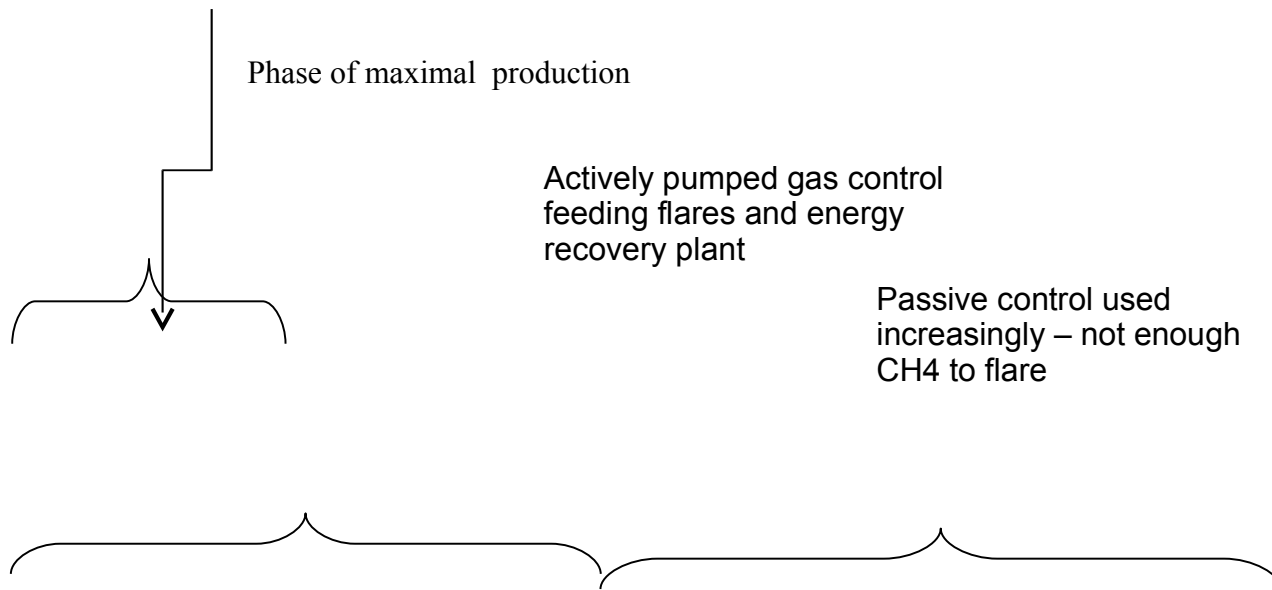 Phase of maximal  production
Actively pumped gas control
feeding flares and energy
recovery plant
Passive control used
increasingly – not enough
CH4 to flare